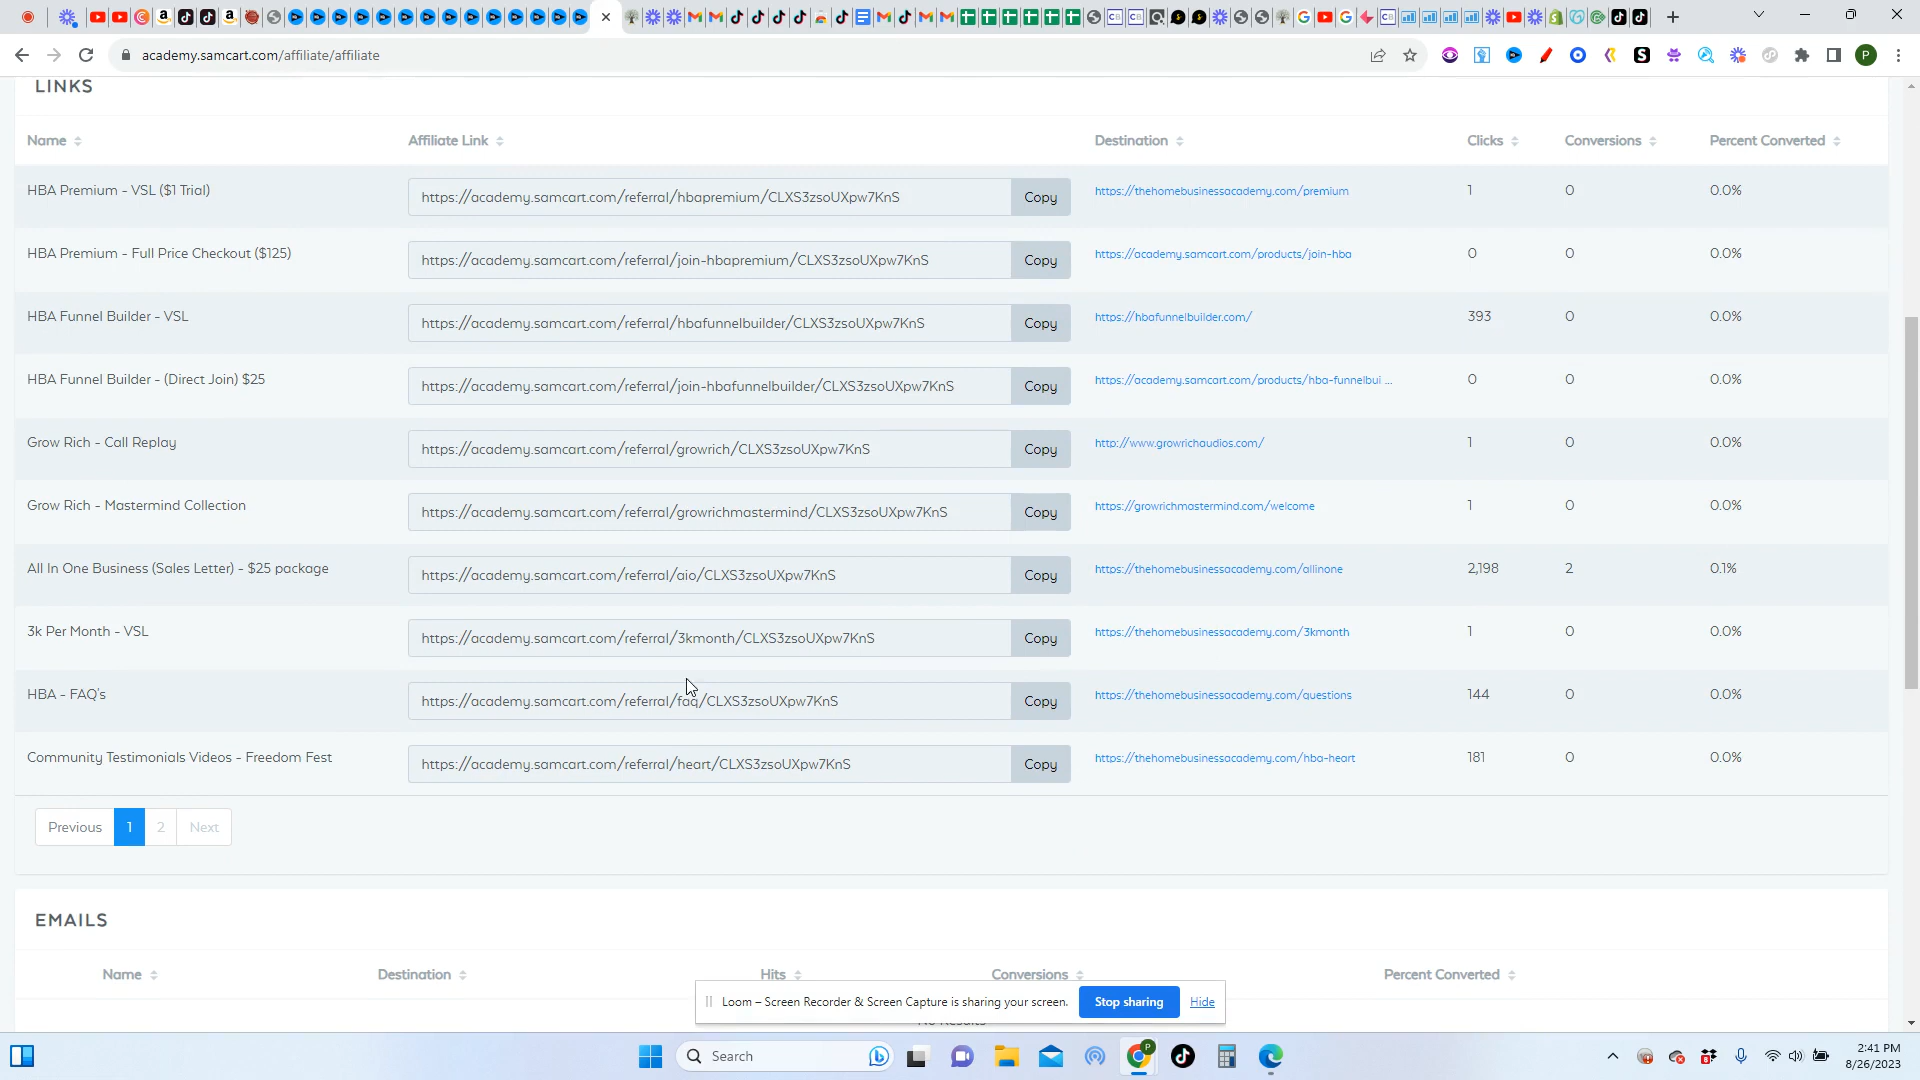 academy.samcart.com/affiliate/affiliate
P
LINKS
Name Affiliate Link Destination Clicks Conversions Percent Converted
HBA Premium - VSL ($1 Trial) https://academy.samcart.com/referral/hbapremium/CLXS3zsoUXpw7KnS Copy https://thehomebusinessacademy.com/premium 1 0 0.0%
HBA Premium - Full Price Checkout ($125) https://academy.samcart.com/referral/join-hbapremium/CLXS3zsoUXpw7KnS Copy https://academy.samcart.com/products/join-hba 0 0 0.0%
HBA Funnel Builder - VSL https://academy.samcart.com/referral/hbafunnelbuilder/CLXS3zsoUXpw7KnS Copy https://hbafunnelbuilder.com/ 393 0 0.0%
HBA Funnel Builder - (Direct Join) $25 https://academy.samcart.com/referral/join-hbafunnelbuilder/CLXS3zsoUXpw7KnS Copy https://academy.samcart.com/products/hba-funnelbui ... 0 0 0.0%
Grow Rich - Call Replay https://academy.samcart.com/referral/growrich/CLXS3zsoUXpw7KnS Copy http://www.growrichaudios.com/ 1 0 0.0%
Grow Rich - Mastermind Collection https://academy.samcart.com/referral/growrichmastermind/CLXS3zsoUXpw7KnS Copy https://growrichmastermind.com/welcome 1 0 0.0%
All In One Business (Sales Letter) - $25 package https://academy.samcart.com/referral/aio/CLXS3zsoUXpw7KnS Copy https://thehomebusinessacademy.com/allinone 2,198 2 0.1%
3k Per Month - VSL https://academy.samcart.com/referral/3kmonth/CLXS3zsoUXpw7KnS Copy https://thehomebusinessacademy.com/3kmonth 1 0 0.0%
HBA - FAQ's https://academy.samcart.com/referral/faq/CLXS3zsoUXpw7KnS Copy https://thehomebusinessacademy.com/questions 144 0 0.0%
Community Testimonials Videos - Freedom Fest https://academy.samcart.com/referral/heart/CLXS3zsoUXpw7KnS Copy https://thehomebusinessacademy.com/hba-heart 181 0 0.0%
Previous 1 2 Next
EMAILS
Name Destination Hits Conversions Percent Converted
Loom – Screen Recorder & Screen Capture is sharing your screen. Stop sharing Hide
Search
2:41 PM
8/26/2023